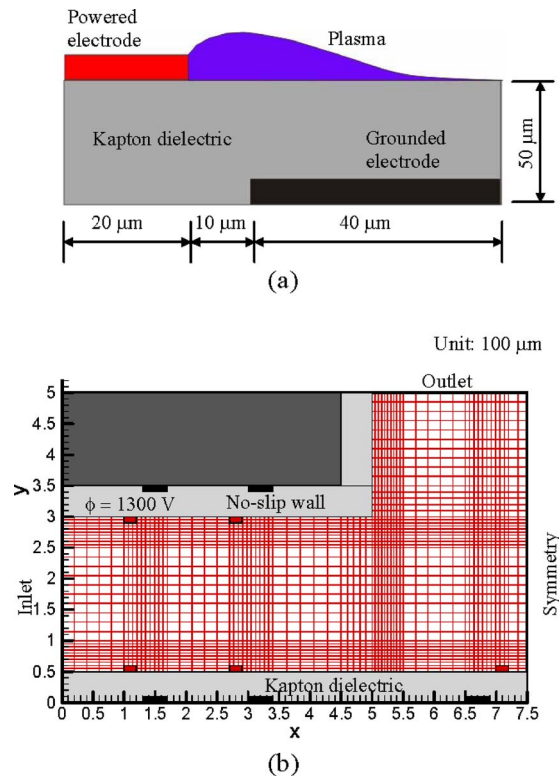 Powered
electrode
Plasma
Kapton dielectric
Grounded
electrode
50 μm
20 μm
10 μm
40 μm
(a)
Unit: 100 μm
Outlet
5
4.5
4
3.5
3
2.5
2
1.5
1
0.5
0
y
ϕ = 1300 V
No-slip wall
Inlet
Symmetry
Kapton dielectric
0 0.5 1 1.5 2 2.5 3 3.5 4 4.5 5 5.5 6 6.5 7 7.5
x
(b)